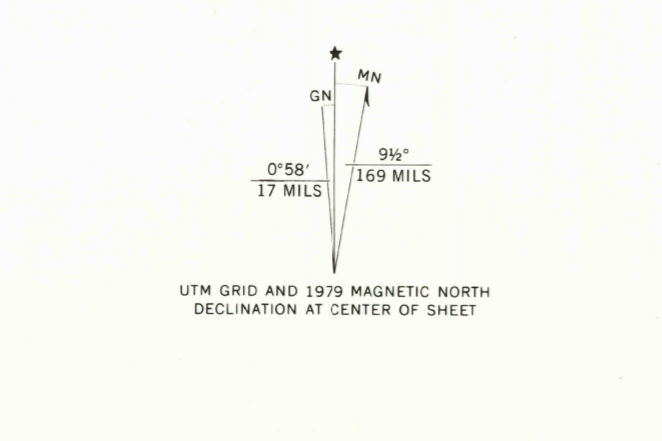 ★
MN
GN
9½°
0°58′
169 MILS
17 MILS
UTM GRID AND 1979 MAGNETIC NORTH
DECLINATION AT CENTER OF SHEET